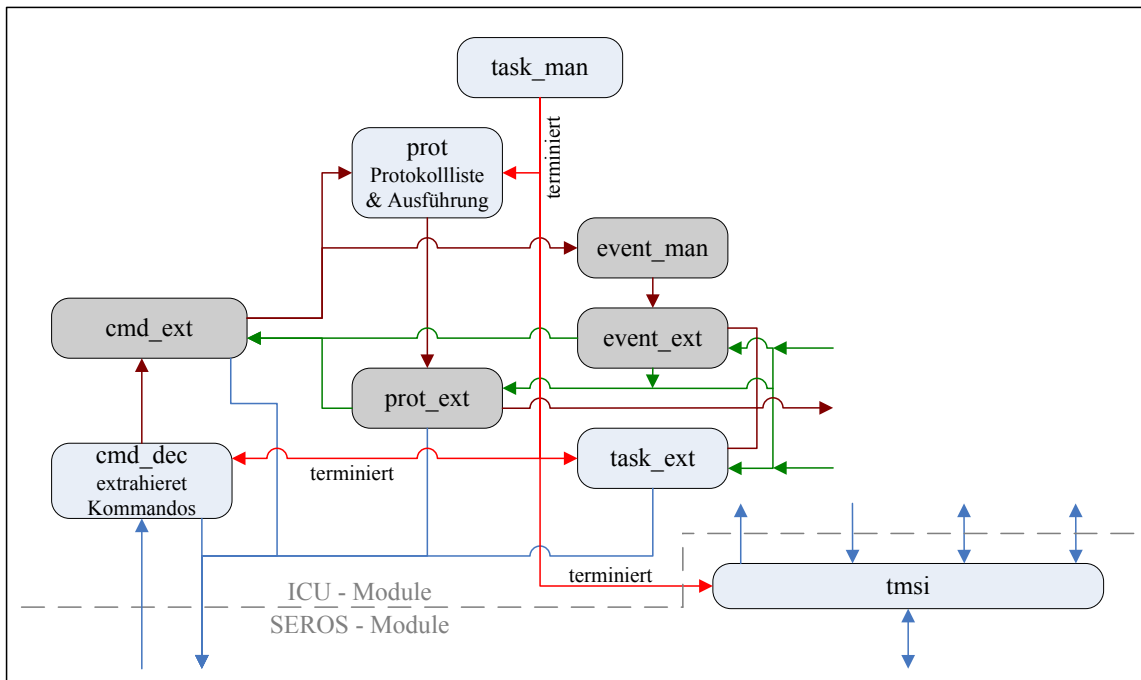 task_man
terminiert
prot
Protokollliste
& Ausführung
event_man
cmd_ext
event_ext
prot_ext
cmd_dec
extrahieret
Kommandos
terminiert
task_ext
terminiert
tmsi
ICU - Module
SEROS - Module